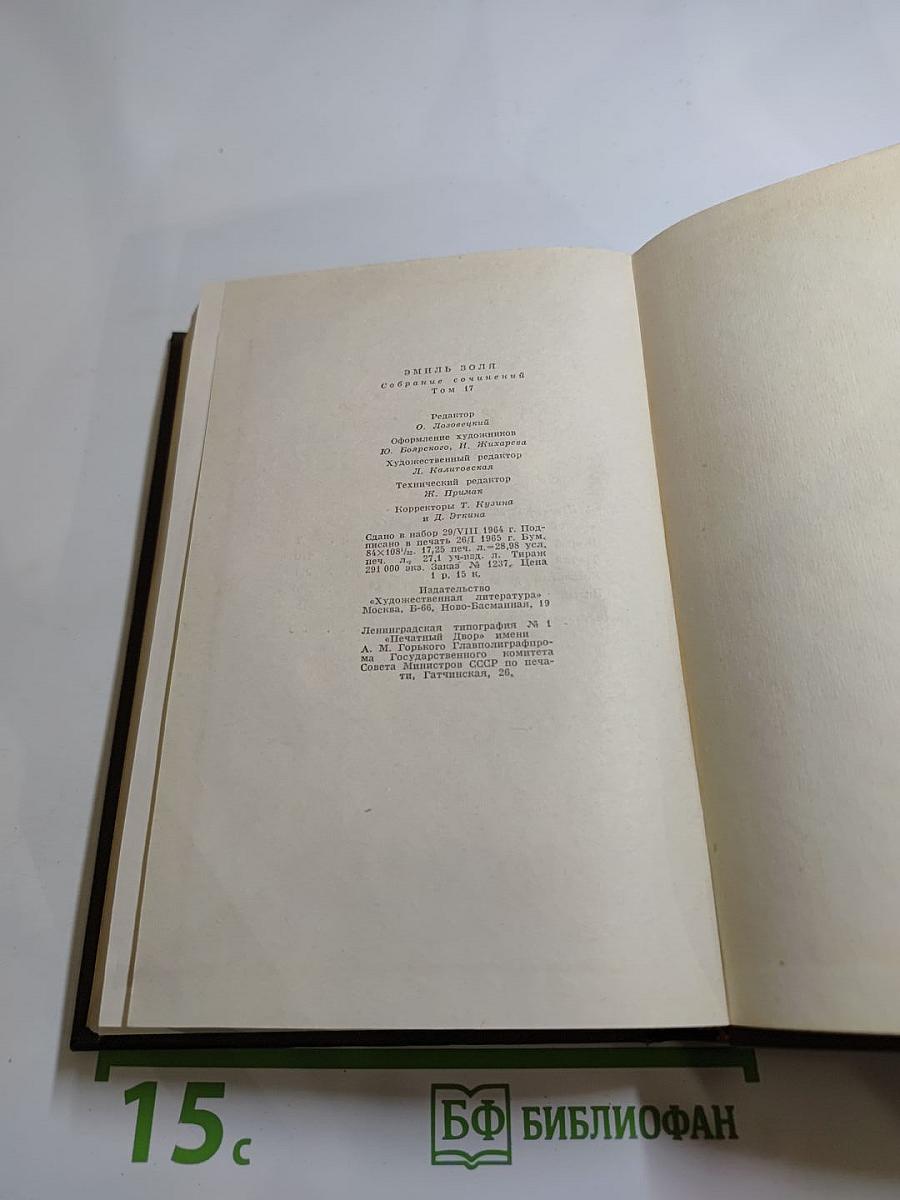 ЭМИЛЬ ЗОЛЯ
Собрание сочинений
Том 17
Редактор
О. Лозовецкий
Оформление художников
Ю. Боярского, И. Жихарева
Художественный редактор
Л. Калитовская
Технический редактор
Ж. Примак
Корректоры Т. Кузина
и Д. Эткина
Сдано в набор 29/VIII 1964 г. Под-
писано в печать 26/I 1965 г. Бум.
84×108¹/₃₂. 17,25 печ. л.=28,98 усл.
печ. л., 27,1 уч-изд. л. Тираж
291 000 экз. Заказ № 1237. Цена
1 р. 15 к.
Издательство
«Художественная литература»
Москва, Б-66, Ново-Басманная, 19
Ленинградская типография № 1
«Печатный Двор» имени
А. М. Горького Главполиграфпро-
ма Государственного комитета
Совета Министров СССР по печа-
ти, Гатчинская, 26.
15 с
БФ БИБЛИОФАН